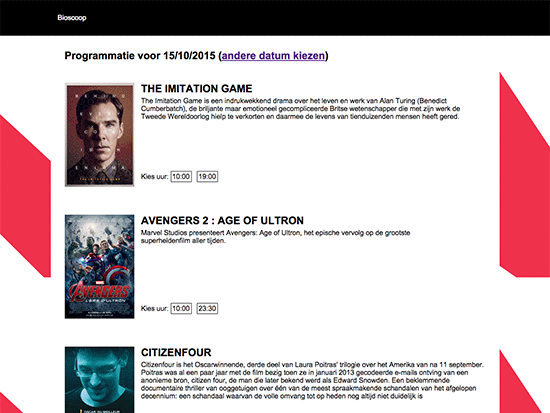 Bioscoop
Programmatie voor 15/10/2015 (andere datum kiezen)
THE IMITATION GAME
The Imitation Game is een indrukwekkend drama over het leven en werk van Alan Turing (Benedict
Cumberbatch), de briljante maar emotioneel gecompliceerde Britse wetenschapper die met zijn werk de
Tweede Wereldoorlog hielp te verkorten en daarmee de levens van tienduizenden mensen heeft gered.
Kies uur: 10:00 19:00
AVENGERS 2 : AGE OF ULTRON
Marvel Studios presenteert Avengers: Age of Ultron, het epische vervolg op de grootste
superheldenfilm aller tijden.
AVENGERS
Kies uur: 10:00 23:30
CITIZENFOUR
Citizenfour is het Oscarwinnende, derde deel van Laura Poitras' trilogie over het Amerika van na 11 september.
Poitras was al een paar jaar met de film bezig toen ze in januari 2013 gecodeerde e-mails ontving van een
anonieme bron, citizen four, de man die later bekend werd als Edward Snowden. Een beklemmende
documentaire thriller van ooggetuigen over één van de meest spraakmakende schandalen van het afgelopen
decennium: een schandaal waarvan de volle omvang tot op heden nog altijd niet duidelijk is